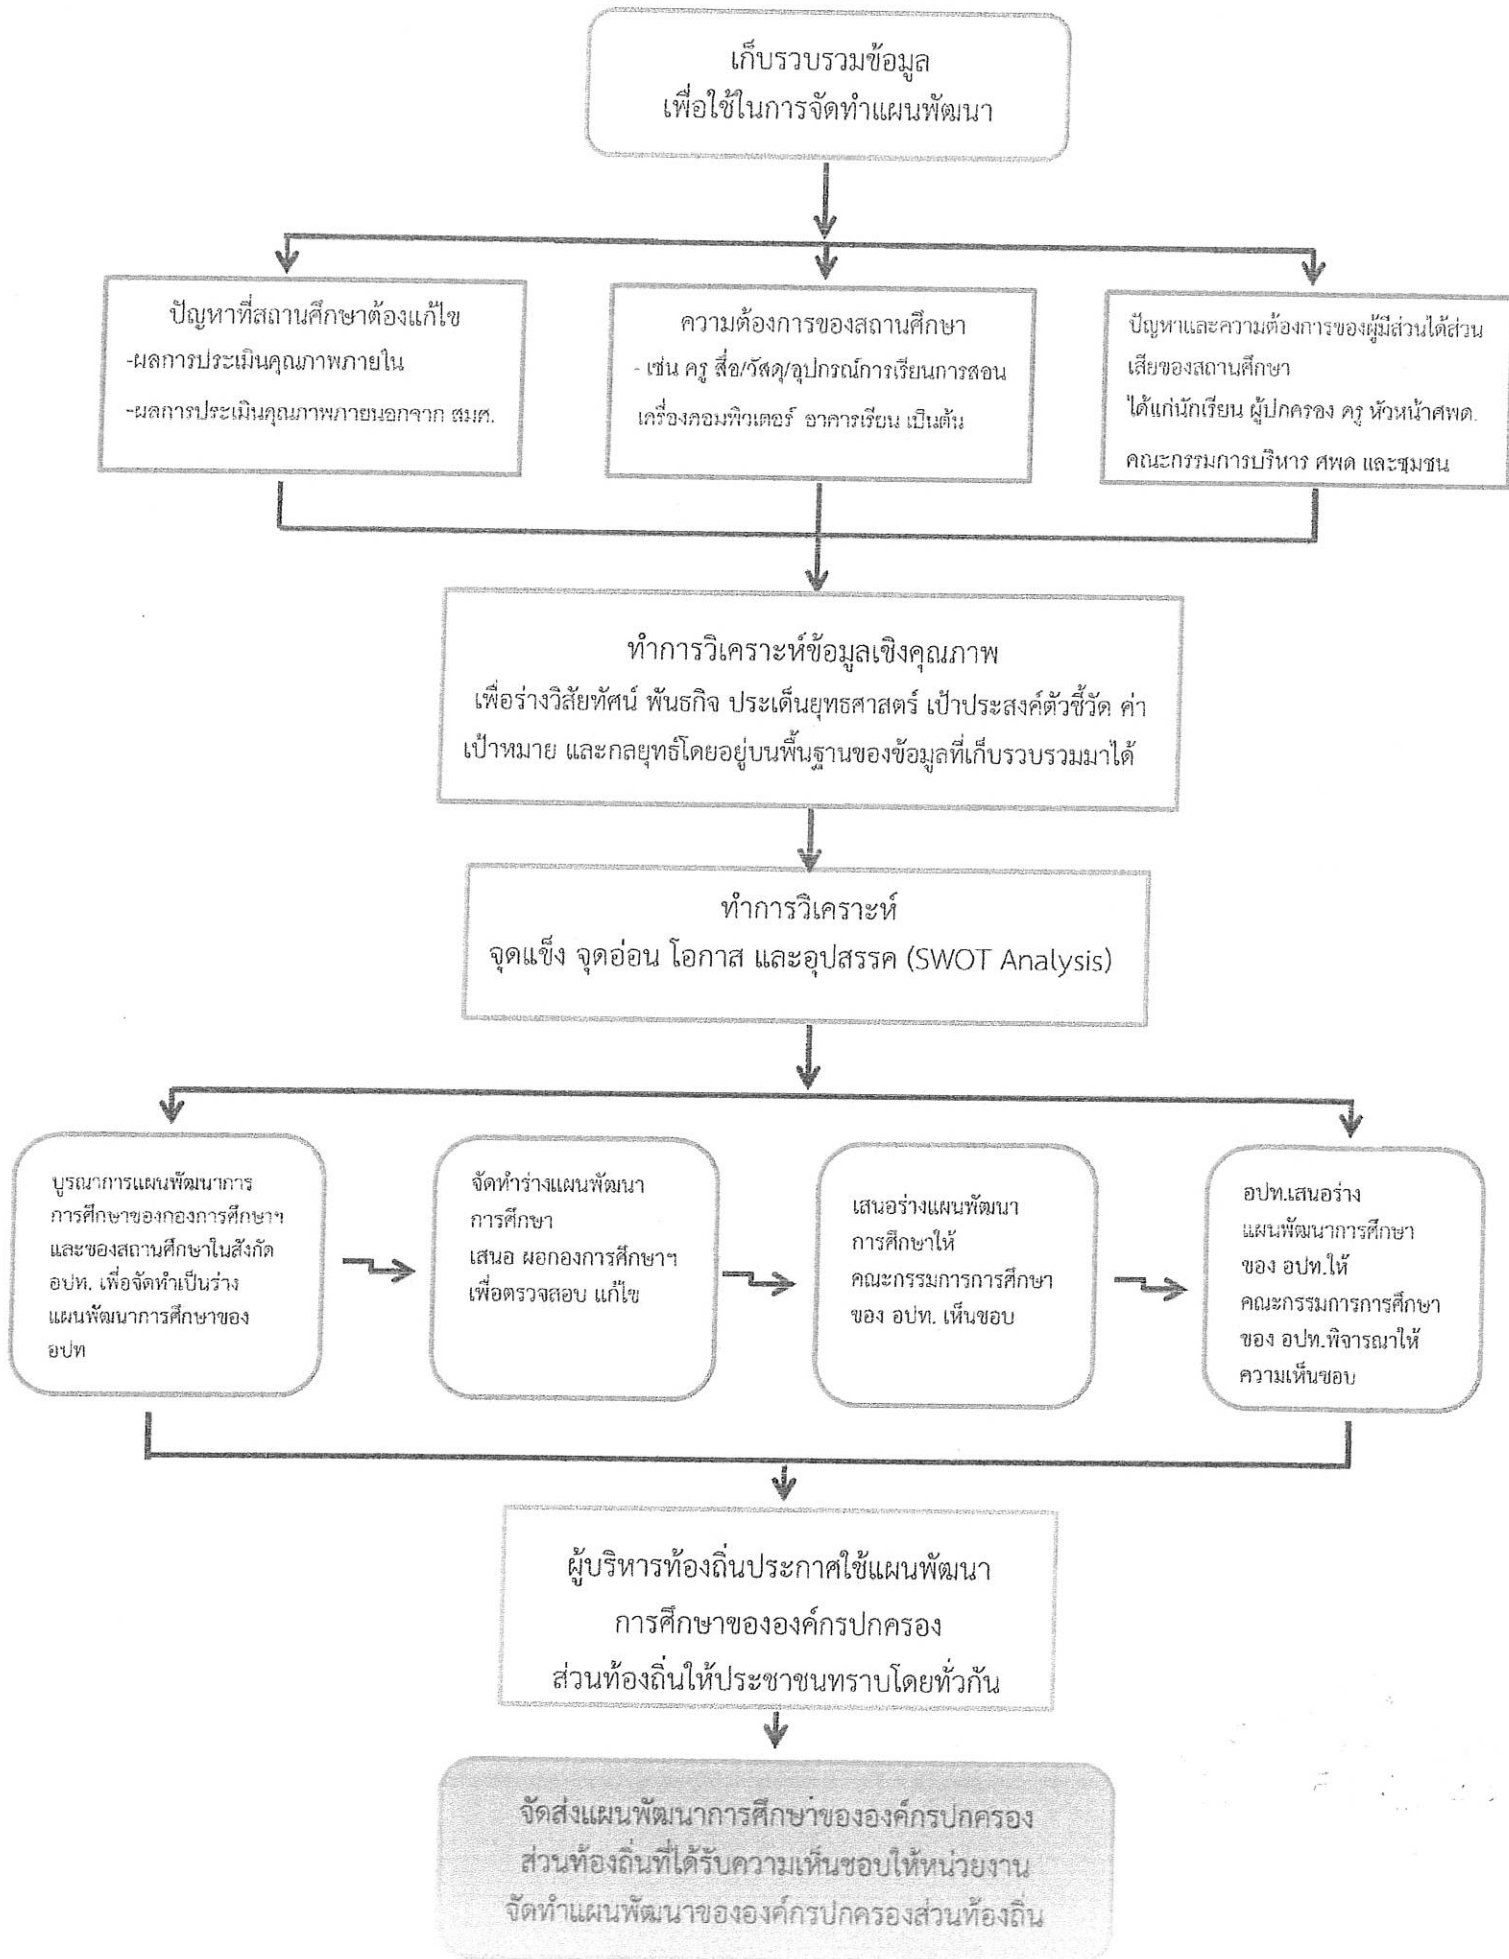 เก็บรวบรวมข้อมูล
เพื่อใช้ในการจัดทำแผนพัฒนา
ปัญหาที่สถานศึกษาต้องแก้ไข
-ผลการประเมินคุณภาพภายใน
-ผลการประเมินคุณภาพภายนอกจาก สมศ.
ความต้องการของสถานศึกษา
- เช่น ครู สื่อ/วัสดุ/อุปกรณ์การเรียนการสอน
เครื่องคอมพิวเตอร์ อาคารเรียน เป็นต้น
ปัญหาและความต้องการของผู้มีส่วนได้ส่วน
เสียของสถานศึกษา
ได้แก่นักเรียน ผู้ปกครอง ครู หัวหน้าศพด.
คณะกรรมการบริหาร ศพด และชุมชน
ทำการวิเคราะห์ข้อมูลเชิงคุณภาพ
เพื่อร่างวิสัยทัศน์ พันธกิจ ประเด็นยุทธศาสตร์ เป้าประสงค์ตัวชี้วัด ค่า
เป้าหมาย และกลยุทธ์โดยอยู่บนพื้นฐานของข้อมูลที่เก็บรวบรวมมาได้
ทำการวิเคราะห์
จุดแข็ง จุดอ่อน โอกาส และอุปสรรค (SWOT Analysis)
บูรณาการแผนพัฒนาการ
การศึกษาของกองการศึกษาฯ
และของสถานศึกษาในสังกัด
อปท. เพื่อจัดทำเป็นร่าง
แผนพัฒนาการศึกษาของ
อปท
จัดทำร่างแผนพัฒนา
การศึกษา
เสนอ ผอกองการศึกษาฯ
เพื่อตรวจสอบ แก้ไข
เสนอร่างแผนพัฒนา
การศึกษาให้
คณะกรรมการการศึกษา
ของ อปท. เห็นชอบ
อปท.เสนอร่าง
แผนพัฒนาการศึกษา
ของ อปท.ให้
คณะกรรมการการศึกษา
ของ อปท.พิจารณาให้
ความเห็นชอบ
ผู้บริหารท้องถิ่นประกาศใช้แผนพัฒนา
การศึกษาขององค์กรปกครอง
ส่วนท้องถิ่นให้ประชาชนทราบโดยทั่วกัน
จัดส่งแผนพัฒนาการศึกษาขององค์กรปกครอง
ส่วนท้องถิ่นที่ได้รับความเห็นชอบให้หน่วยงาน
จัดทำแผนพัฒนาขององค์กรปกครองส่วนท้องถิ่น